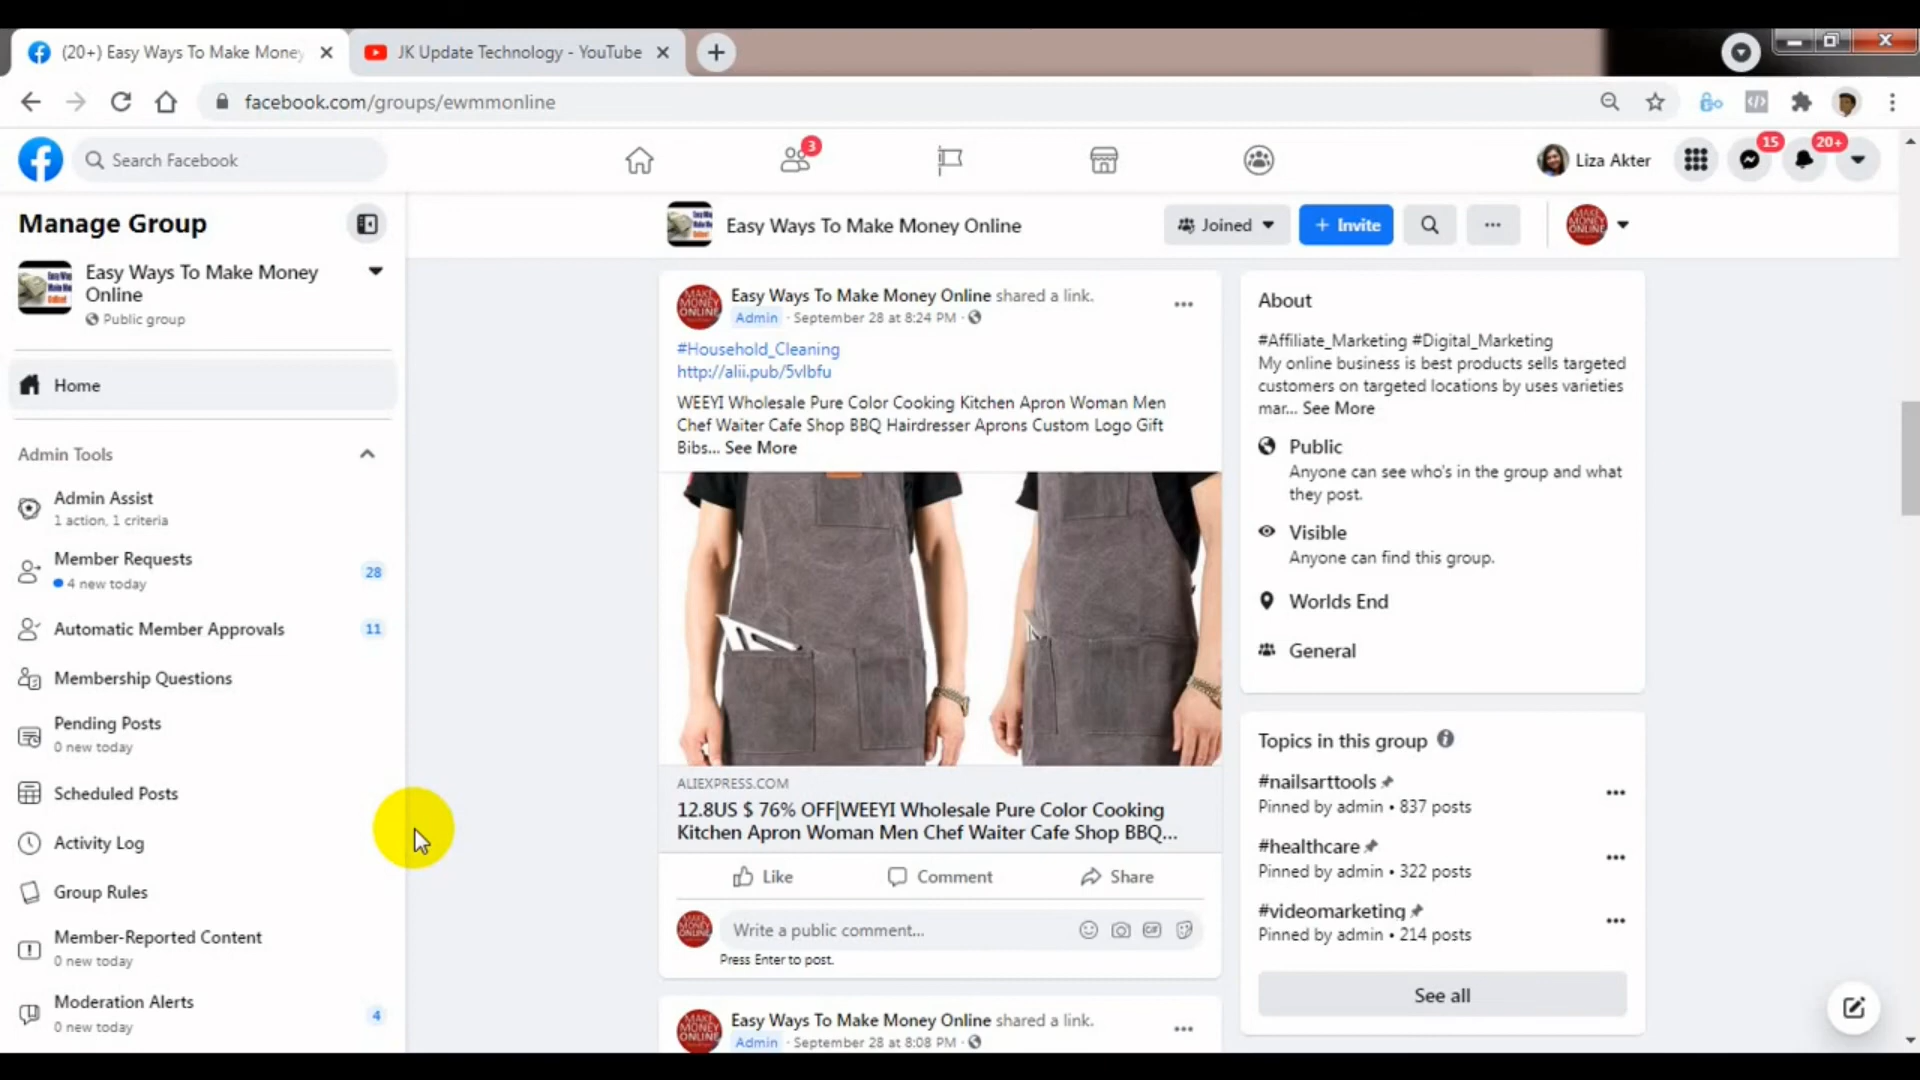 (20+) Easy Ways To Make Money
JK Update Technology - YouTube
facebook.com/groups/ewmmonline
Search Facebook
3
Liza Akter
15
20+
Manage Group
Easy Ways To Make Money
Online
Public group
Home
Admin Tools
Admin Assist
1 action, 1 criteria
Member Requests
4 new today
28
Automatic Member Approvals
11
Membership Questions
Pending Posts
0 new today
Scheduled Posts
Activity Log
Group Rules
Member-Reported Content
0 new today
Moderation Alerts
0 new today
4
Easy Ways To Make Money Online
Joined
+ Invite
MAKE
MONEY
ONLINE
Easy Ways To Make Money Online shared a link.
Admin · September 28 at 8:24 PM ·
#Household_Cleaning
http://alii.pub/5vlbfu
WEEYI Wholesale Pure Color Cooking Kitchen Apron Woman Men
Chef Waiter Cafe Shop BBQ Hairdresser Aprons Custom Logo Gift
Bibs... See More
ALIEXPRESS.COM
12.8US $ 76% OFF|WEEYI Wholesale Pure Color Cooking
Kitchen Apron Woman Men Chef Waiter Cafe Shop BBQ...
Like
Comment
Share
Write a public comment...
GIF
Press Enter to post.
Easy Ways To Make Money Online shared a link.
Admin · September 28 at 8:08 PM ·
About
#Affiliate_Marketing #Digital_Marketing
My online business is best products sells targeted
customers on targeted locations by uses varieties
mar... See More
Public
Anyone can see who's in the group and what
they post.
Visible
Anyone can find this group.
Worlds End
General
Topics in this group
#nailsarttools
Pinned by admin • 837 posts
#healthcare
Pinned by admin • 322 posts
#videomarketing
Pinned by admin • 214 posts
See all